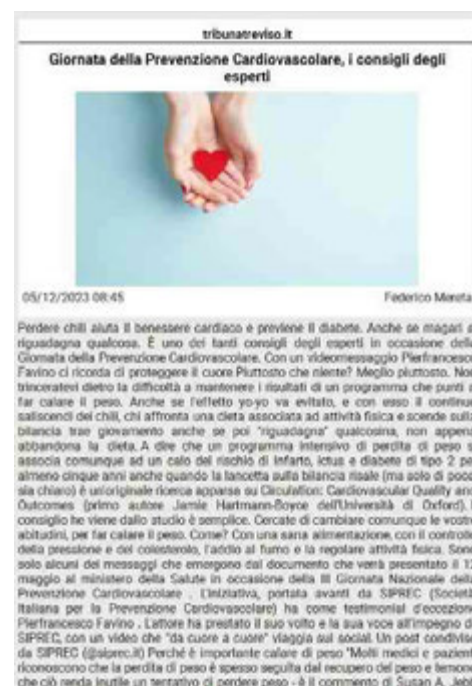 tribunatreviso.it
Giornata della Prevenzione Cardiovascolare, i consigli degli
esperti
05/12/2023 08:45
Federico Mereta
Perdere chili aiuta il benessere cardiaco e previene il diabete. Anche se magari si
riguadagna qualcosa. È uno dei tanti consigli degli esperti in occasione della
Giornata della Prevenzione Cardiovascolare. Con un videomessaggio Pierfrancesco
Favino ci ricorda di proteggere il cuore Piuttosto che niente? Meglio piuttosto. Non
trinceratevi dietro la difficoltà a mantenere i risultati di un programma che punti a
far calare il peso. Anche se l'effetto yo-yo va evitato, e con esso il continuo
saliscendi dei chili, chi affronta una dieta associata ad attività fisica e scende sulla
bilancia trae giovamento anche se poi "riguadagna" qualcosina, non appena
abbandona la dieta. A dire che un programma intensivo di perdita di peso si
associa comunque ad un calo del rischio di infarto, ictus e diabete di tipo 2 per
almeno cinque anni anche quando la lancetta sulla bilancia risale (ma solo di poco,
sia chiaro) è un'originale ricerca apparsa su Circulation: Cardiovascular Quality and
Outcomes (primo autore Jamie Hartmann-Boyce dell'Università di Oxford). Il
consiglio he viene dallo studio è semplice. Cercate di cambiare comunque le vostre
abitudini, per far calare il peso. Come? Con una sana alimentazione, con il controllo
della pressione e del colesterolo, l'addio al fumo e la regolare attività fisica. Sono
solo alcuni dei messaggi che emergono dal documento che verrà presentato il 12
maggio al ministero della Salute in occasione della III Giornata Nazionale della
Prevenzione Cardiovascolare . L'iniziativa, portata avanti da SIPREC (Società
Italiana per la Prevenzione Cardiovascolare) ha come testimonial d'eccezione
Pierfrancesco Favino . L'attore ha prestato il suo volto e la sua voce all'impegno di
SIPREC, con un video che "da cuore a cuore" viaggia sui social. Un post condiviso
da SIPREC (@siprec.it) Perché è importante calare di peso "Molti medici e pazienti
riconoscono che la perdita di peso è spesso seguita dal recupero del peso e temono
che ciò renda inutile un tentativo di perdere peso - è il commento di Susan A. Jebb